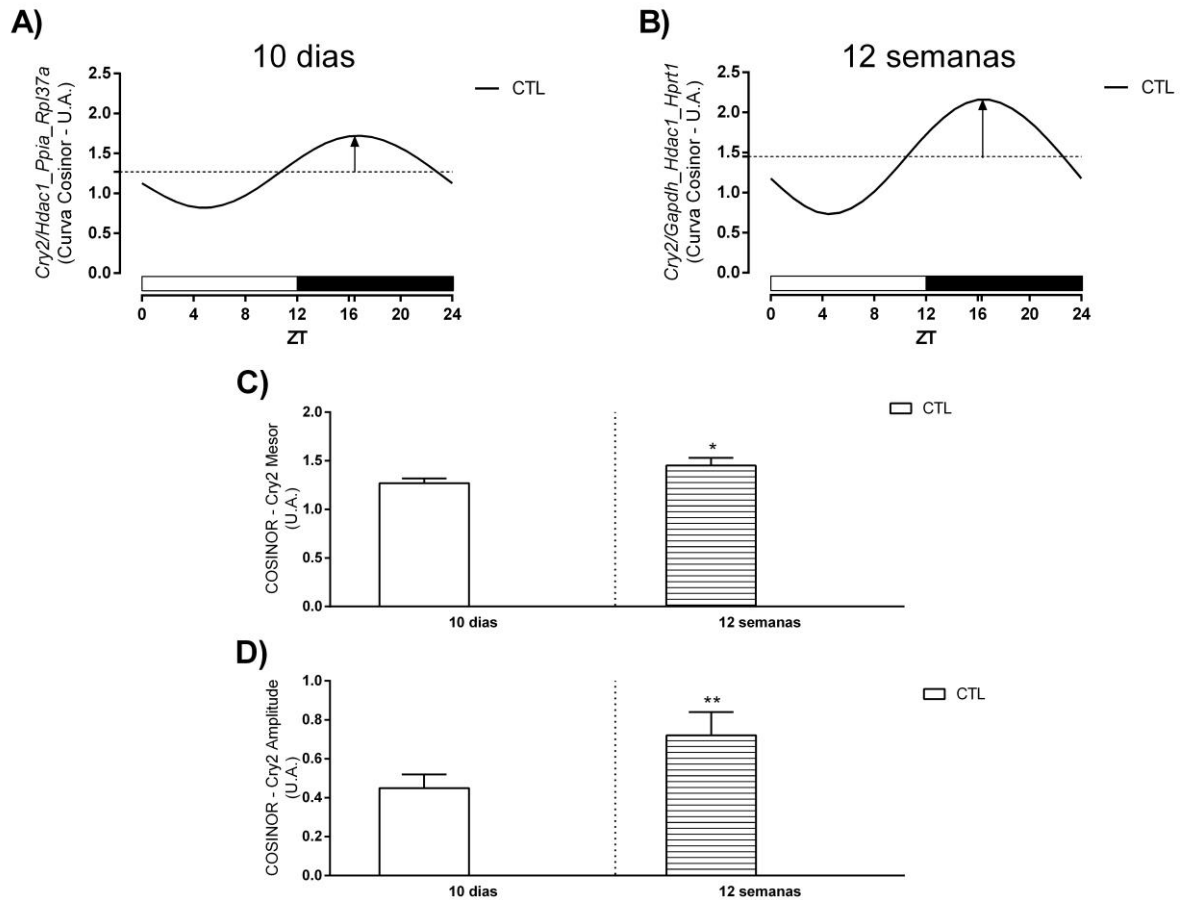 A)
10 dias
Cry2/Hdac1_Ppia_Rpl37a
(Curva Cosinor - U.A.)
2.5
2.0
1.5
1.0
0.5
0.0
CTL
0 4 8 12 16 20 24
ZT
B)
12 semanas
Cry2/Gapdh_Hdac1_Hprt1
(Curva Cosinor - U.A.)
2.5
2.0
1.5
1.0
0.5
0.0
CTL
0 4 8 12 16 20 24
ZT
C)
COSINOR - Cry2 Mesor
(U.A.)
2.0
1.5
1.0
0.5
0.0
*
CTL
10 dias 12 semanas
D)
COSINOR - Cry2 Amplitude
(U.A.)
1.0
0.8
0.6
0.4
0.2
0.0
**
CTL
10 dias 12 semanas